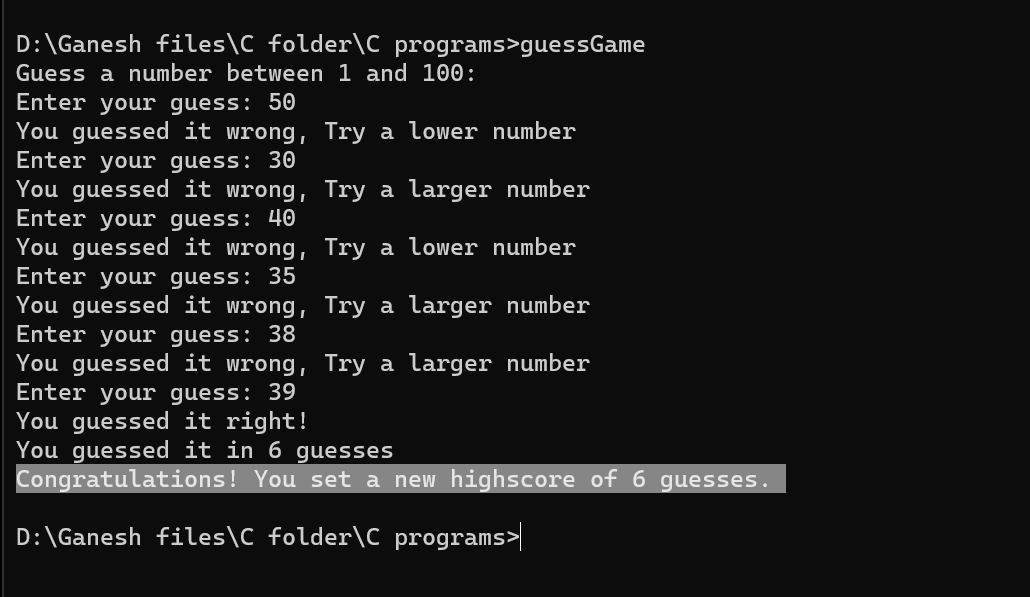 D:\Ganesh files\C folder\C programs>guessGame
Guess a number between 1 and 100:
Enter your guess: 50
You guessed it wrong, Try a lower number
Enter your guess: 30
You guessed it wrong, Try a larger number
Enter your guess: 40
You guessed it wrong, Try a lower number
Enter your guess: 35
You guessed it wrong, Try a larger number
Enter your guess: 38
You guessed it wrong, Try a larger number
Enter your guess: 39
You guessed it right!
You guessed it in 6 guesses
Congratulations! You set a new highscore of 6 guesses.
D:\Ganesh files\C folder\C programs>